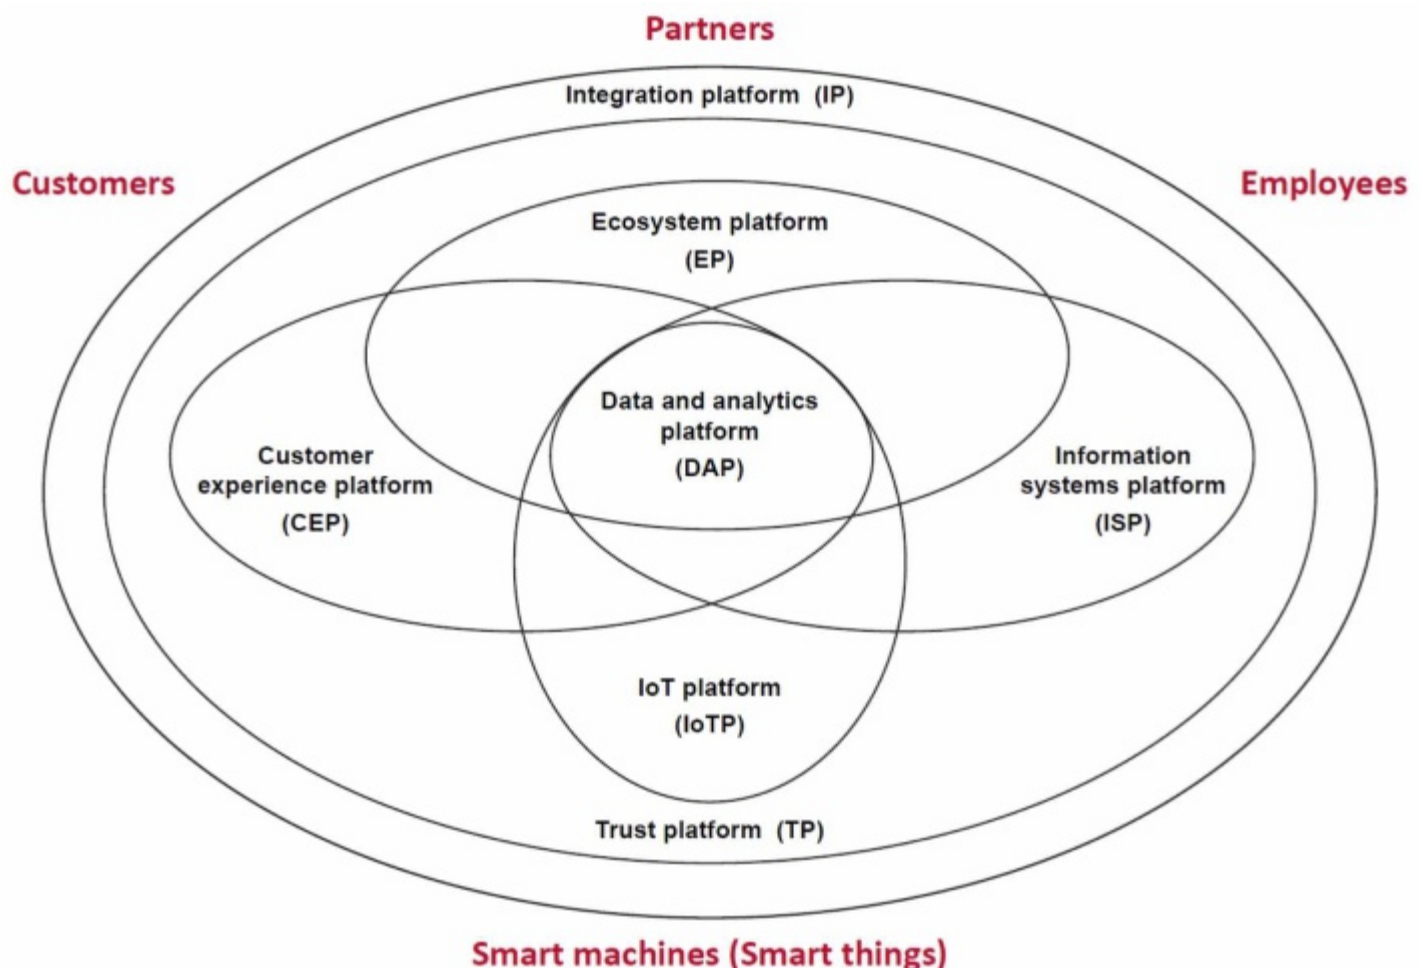 Partners
Integration platform (IP)
Customers
Employees
Ecosystem platform
(EP)
Data and analytics
platform
(DAP)
Customer
experience platform
(CEP)
Information
systems platform
(ISP)
IoT platform
(IoTP)
Trust platform (TP)
Smart machines (Smart things)